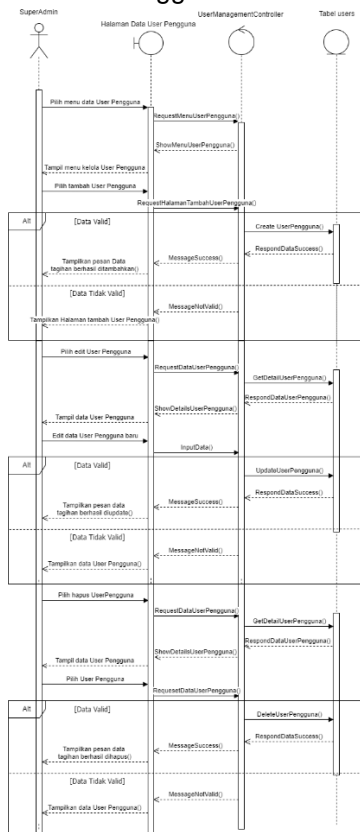 SuperAdmin
Halaman Data User Pengguna
UserManagementController
Tabel users
Pilih menu data User Pengguna
RequestMenuUserPengguna()
ShowMenuUserPengguna()
Tampil menu kelola User Pengguna
Pilih tambah User Pengguna
RequestHalamanTambahUserPengguna()
Alt
[Data Valid]
Create UserPengguna()
RespondDataSuccess()
MessageSuccess()
Tampilkan pesan Data
tagihan berhasil ditambahkan()
[Data Tidak Valid]
MessageNotValid()
Tampilkan Halaman tambah User Pengguna()
Pilih edit User Pengguna
RequestDataUserPengguna()
GetDetailUserPengguna()
RespondDataUserPengguna()
ShowDetailsUserPengguna()
Tampil data User Pengguna
Edit data User Pengguna baru
InputData()
Alt
[Data Valid]
UpdateUserPengguna()
RespondDataSuccess()
MessageSuccess()
Tampilkan pesan data
tagihan berhasil diupdate()
[Data Tidak Valid]
MessageNotValid()
Tampilkan data User Pengguna()
Pilih hapus UserPengguna
RequestDataUserPengguna()
GetDetailUserPengguna()
RespondDataUserPengguna()
ShowDetailsUserPengguna()
Tampil data User Pengguna
Pilih User Pengguna
RequesetDataUserPengguna()
Alt
[Data Valid]
DeleteUserPengguna()
RespondDataSuccess()
MessageSuccess()
Tempilkan pesan data
tagihan berhasil dihapus()
[Data Tidak Valid]
MessageNotValid()
Tampilkan data User Pengguna()